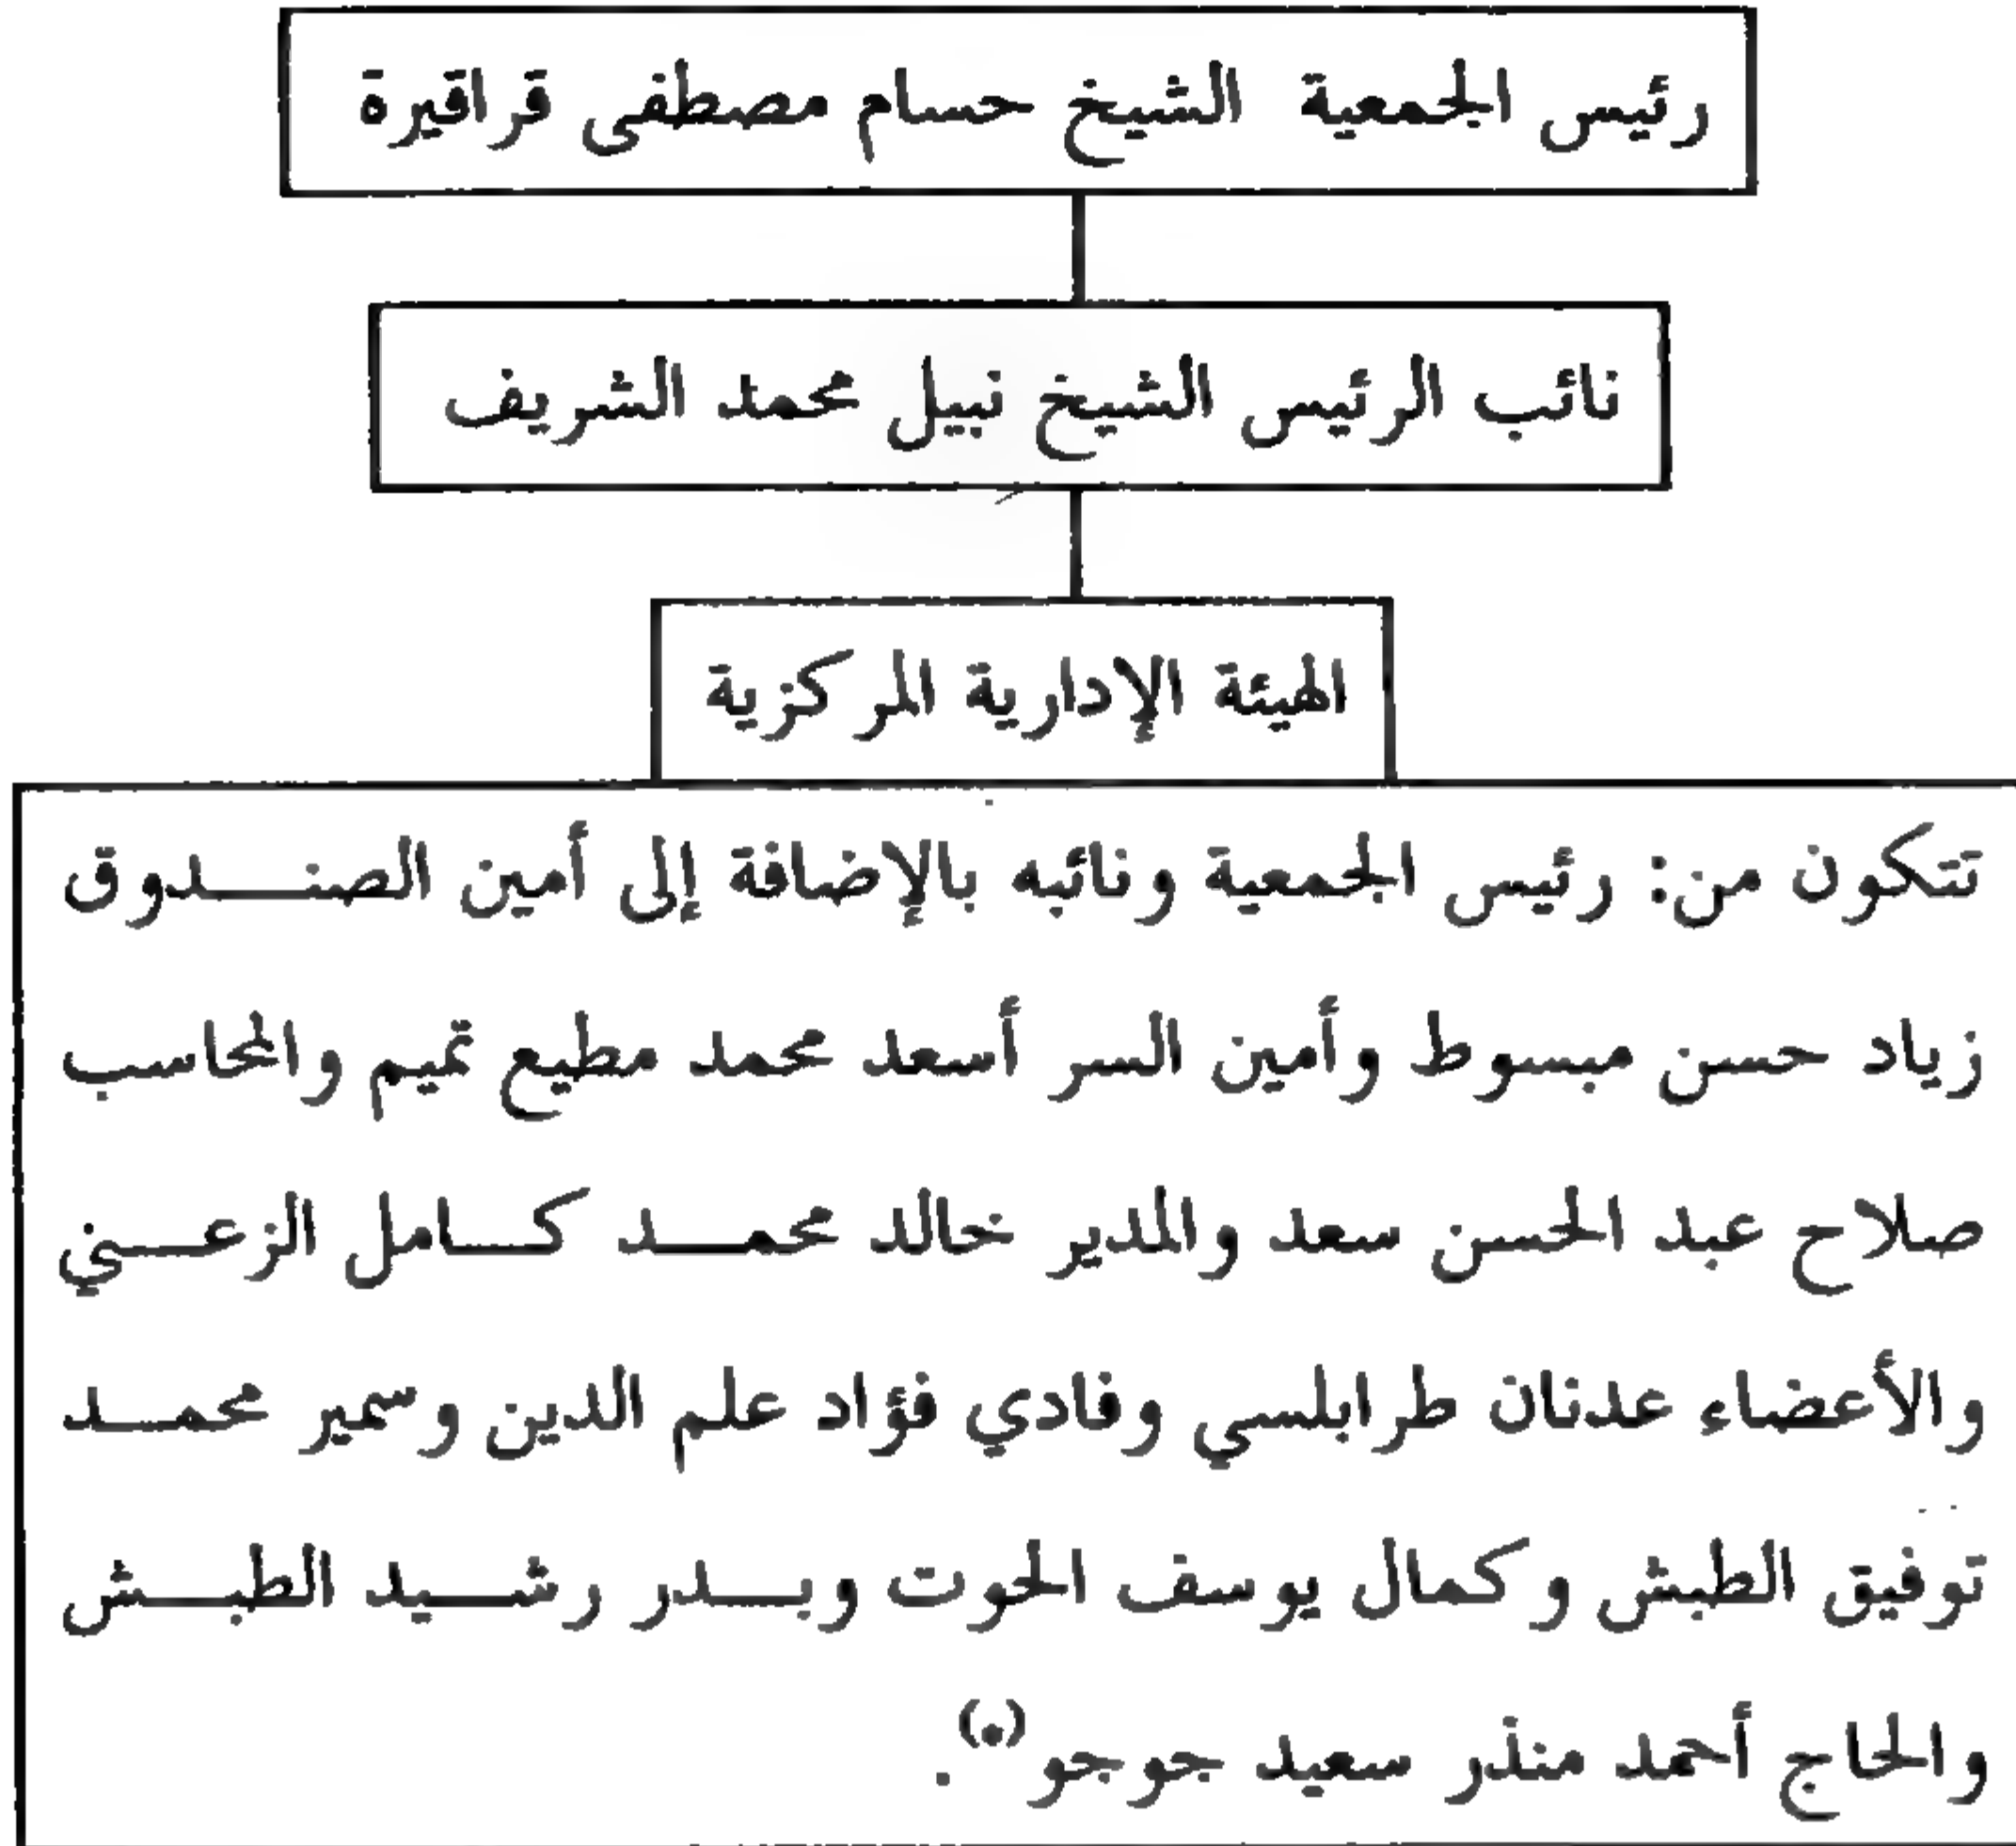 رئيس الجمعية الشيخ حسام مصطفى قراقيرة
نائب الرئيس الشيخ نبيل محمد الشريف
الهيئة الإدارية المركزية
تتكون من: رئيس الجمعية ونائبه بالإضافة إلى أمين الصندوق
زياد حسن مبسوط وأمين السر أسعد محمد مطيع تميم والمحاسب
صلاح عبد الحسن سعد والمدير خالد محمد كامل الزعني
والأعضاء عدنان طرابلسي وفادي فؤاد علم الدين وسمير محمد
توفيق الطبش وكمال يوسف الحوت وبدر رشيد الطبش
والحاج أحمد منذر سعيد جوجو(•).